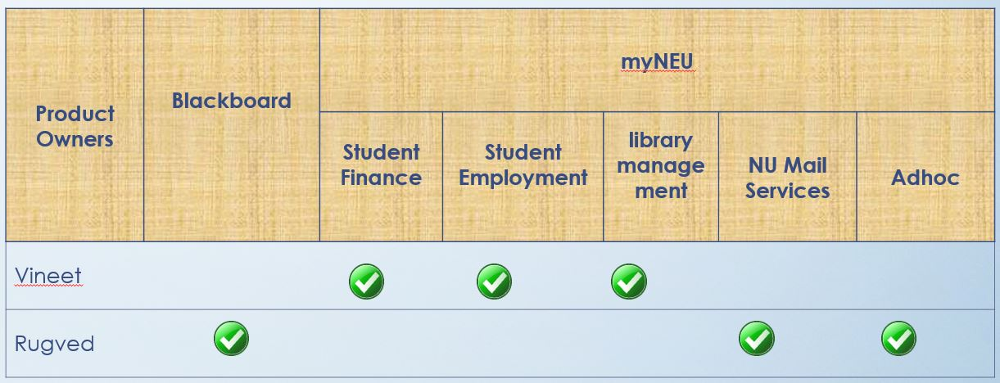 Product
Owners
Blackboard
myNEU
Student
Finance
Student
Employment
library
manage
ment
NU Mail
Services
Adhoc
Vineet
Rugved